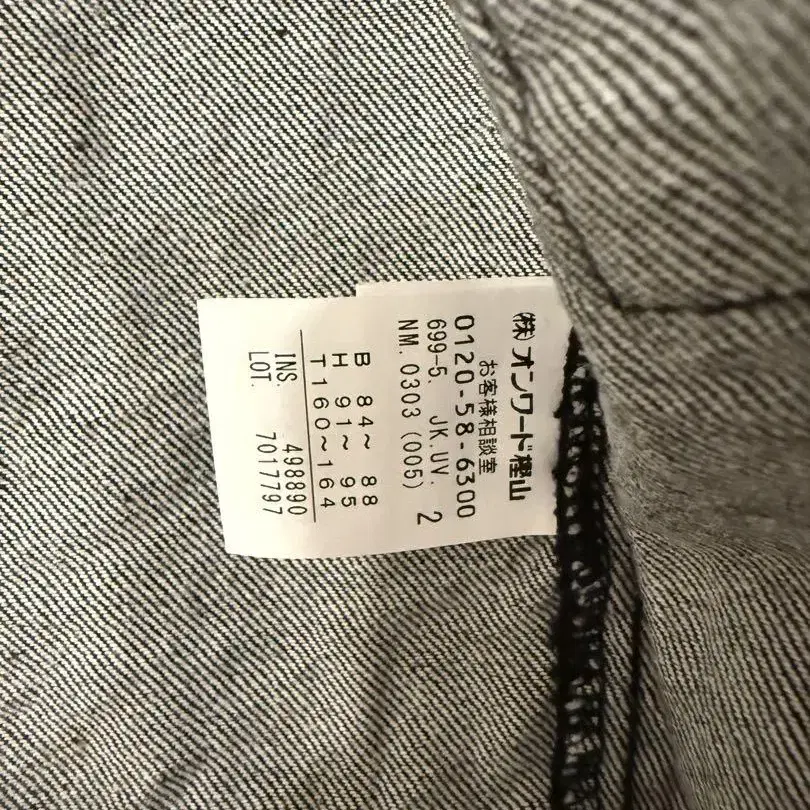 (株)オンワード樫山
お客様相談室
0120-58-6300
699-5. JK.UV. 2
NM. 0303 (005)
B 84~ 88
H 91~ 95
T160~164
INS. 498890
LOT. 7017797